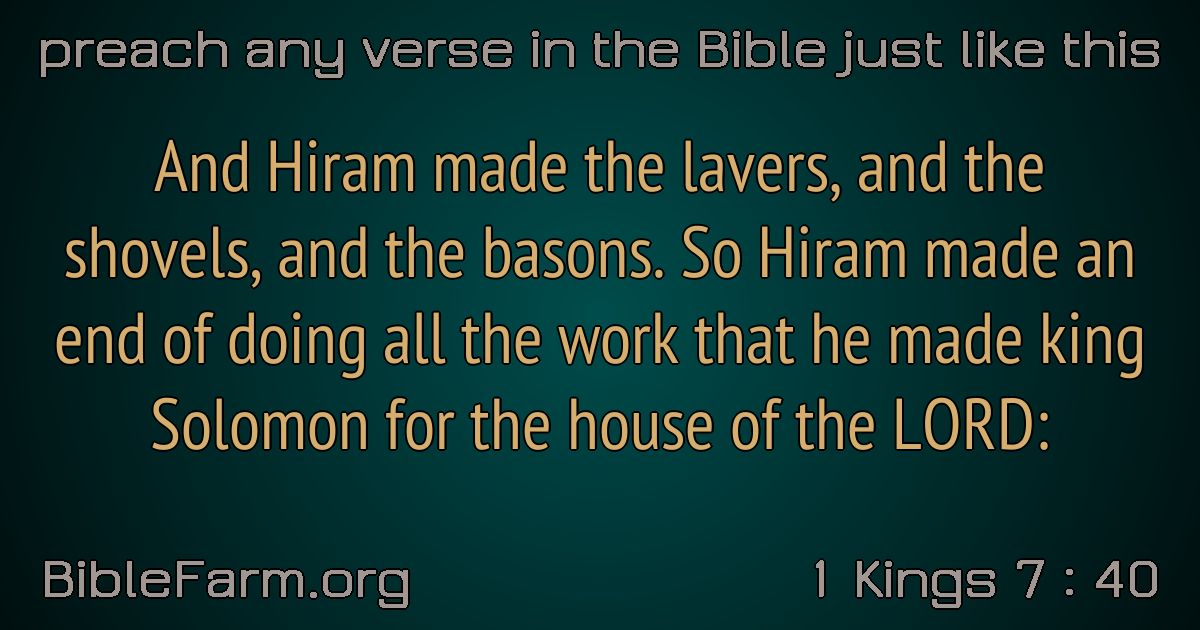 preach any verse in the Bible just like this
And Hiram made the lavers, and the
shovels, and the basons. So Hiram made an
end of doing all the work that he made king
Solomon for the house of the LORD:
BibleFarm.org
1 Kings 7 : 40